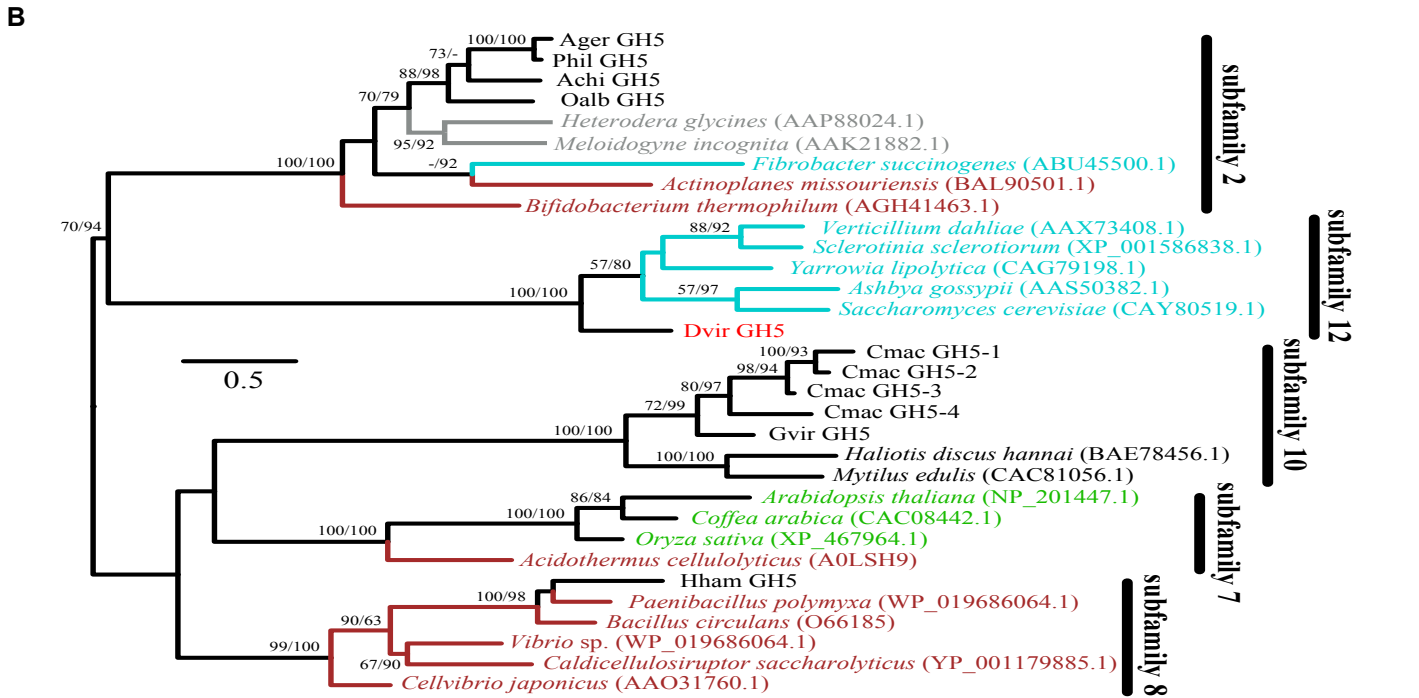 B
100/100
Ager GH5
73/-
Phil GH5
88/98
Achi GH5
70/79
Oalb GH5
Heterodera glycines (AAP88024.1)
95/92
Meloidogyne incognita (AAK21882.1)
100/100
-/92
Fibrobacter succinogenes (ABU45500.1)
Actinoplanes missouriensis (BAL90501.1)
Bifidobacterium thermophilum (AGH41463.1)
subfamily 2
70/94
88/92
Verticillium dahliae (AAX73408.1)
Sclerotinia sclerotiorum (XP_001586838.1)
57/80
Yarrowia lipolytica (CAG79198.1)
100/100
57/97
Ashbya gossypii (AAS50382.1)
Saccharomyces cerevisiae (CAY80519.1)
Dvir GH5
subfamily 12
0.5
100/93
Cmac GH5-1
98/94
Cmac GH5-2
80/97
Cmac GH5-3
72/99
Cmac GH5-4
100/100
Gvir GH5
100/100
Haliotis discus hannai (BAE78456.1)
Mytilus edulis (CAC81056.1)
subfamily 10
86/84
Arabidopsis thaliana (NP_201447.1)
100/100
Coffea arabica (CAC08442.1)
100/100
Oryza sativa (XP_467964.1)
Acidothermus cellulolyticus (A0LSH9)
subfamily 7
Hham GH5
100/98
Paenibacillus polymyxa (WP_019686064.1)
90/63
Bacillus circulans (O66185)
99/100
Vibrio sp. (WP_019686064.1)
67/90
Caldicellulosiruptor saccharolyticus (YP_001179885.1)
Cellvibrio japonicus (AAO31760.1)
subfamily 8